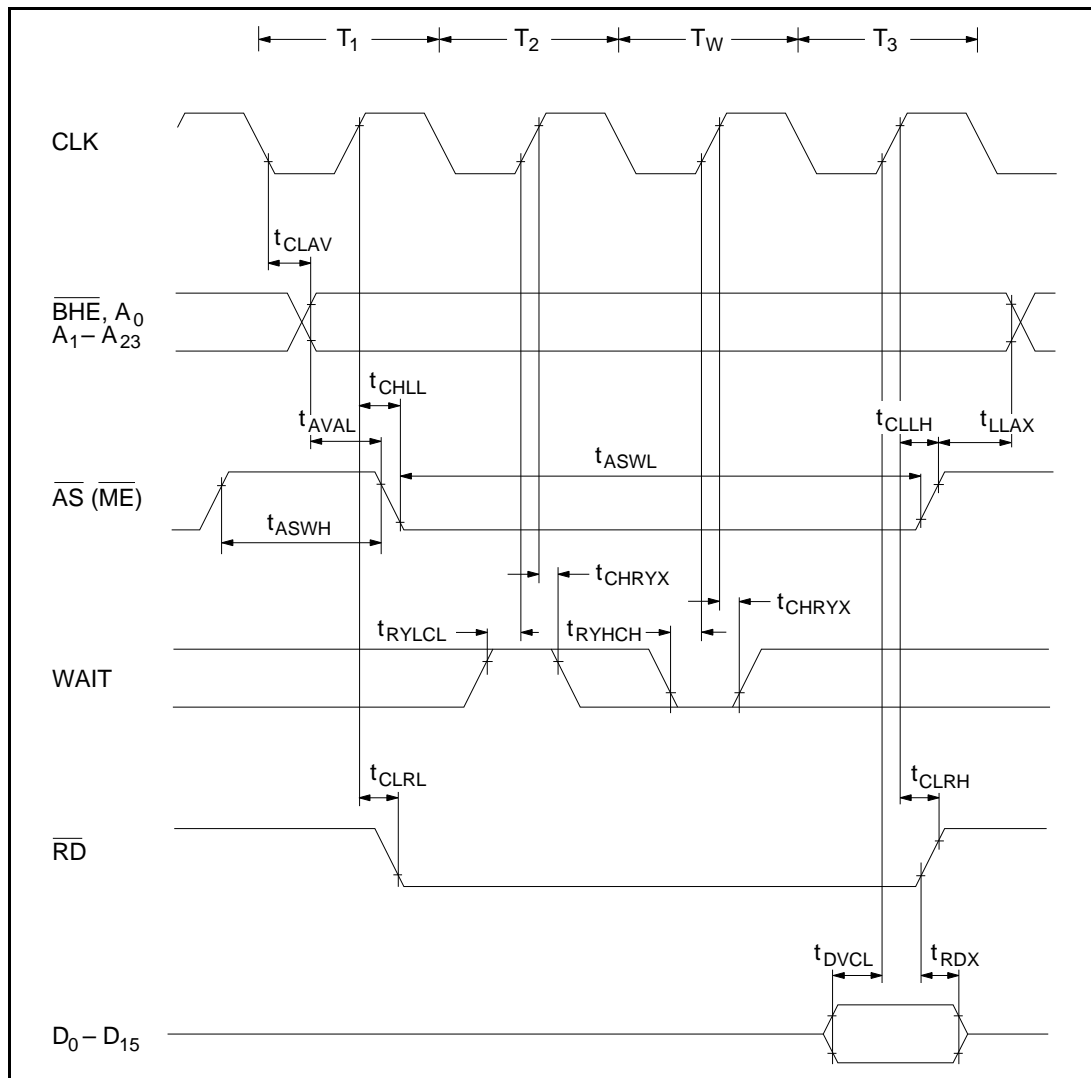 T1 T2 TW T3
CLK
tCLAV
BHE, A0
A1 – A23
tCHLL
tAVAL tCLLH tLLAX
tASWL
AS (ME)
tASWH
tCHRYX
tCHRYX
tRYLCL tRYHCH
WAIT
tCLRL tCLRH
RD
tDVCL tRDX
D0 – D15